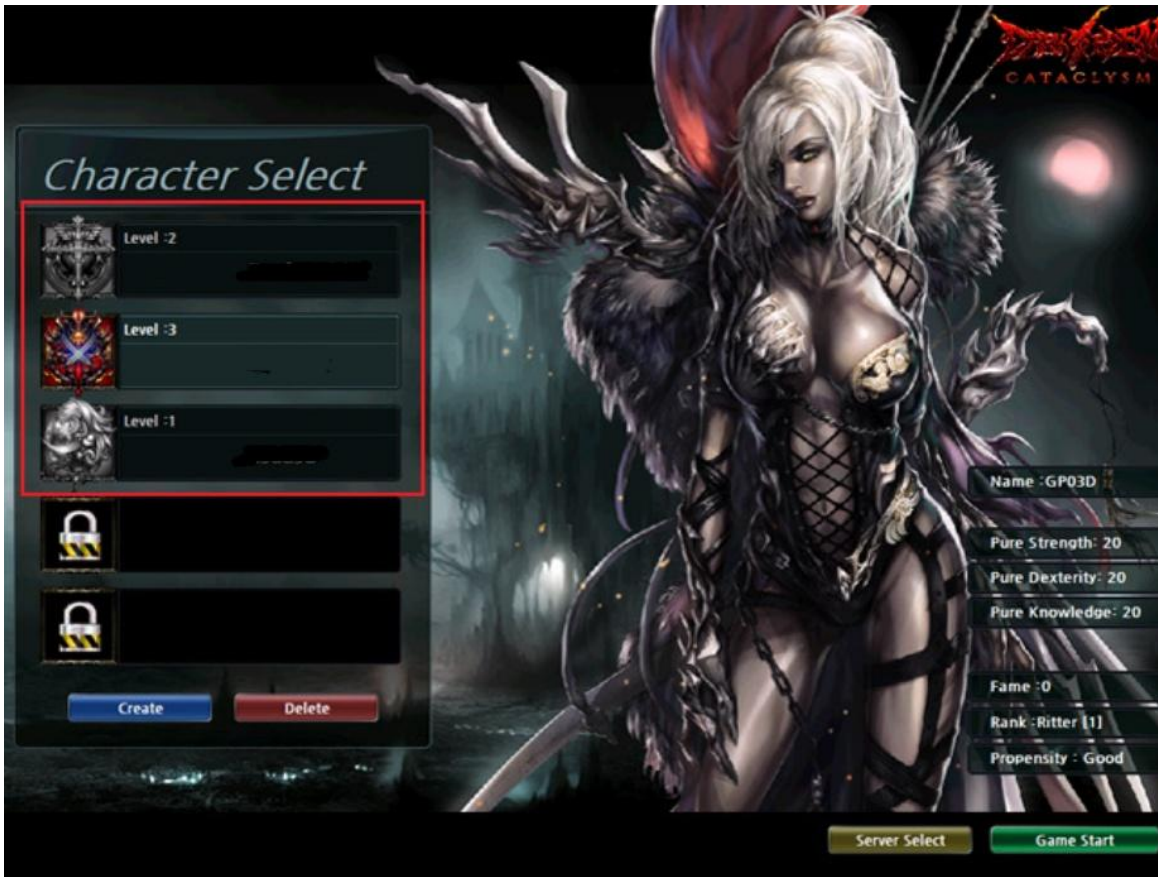 CATACLYSM
Character Select
Level :2
Level :3
Level :1
Create
Delete
Name :GP03D
Pure Strength: 20
Pure Dexterity: 20
Pure Knowledge: 20
Fame :0
Rank :Ritter [1]
Propensity : Good
Server Select
Game Start